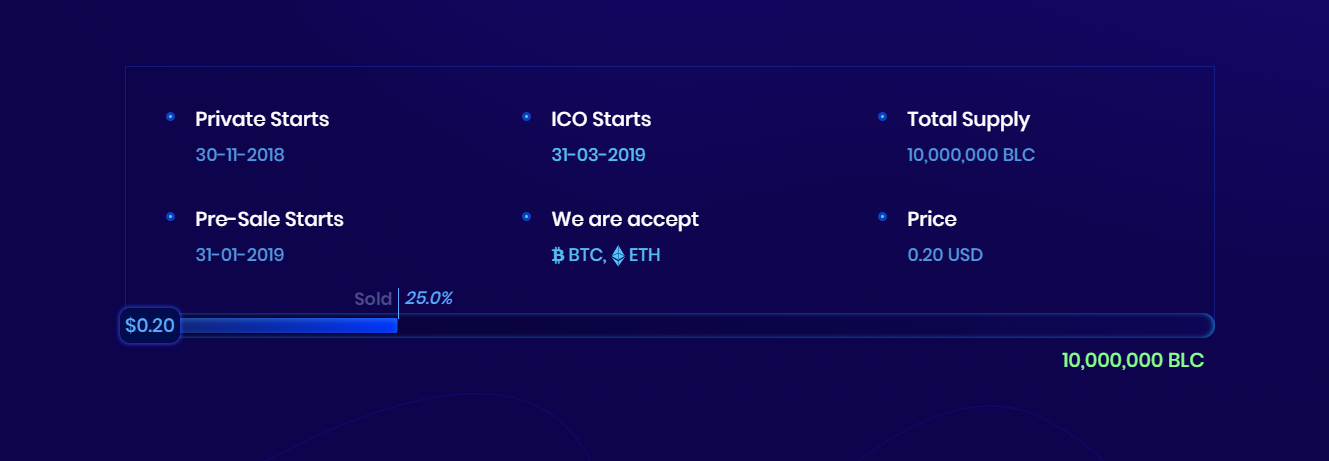 Private Starts
30-11-2018
ICO Starts
31-03-2019
Total Supply
10,000,000 BLC
Pre-Sale Starts
31-01-2019
We are accept
BTC, ETH
Price
0.20 USD
Sold 25.0%
$0.20
10,000,000 BLC